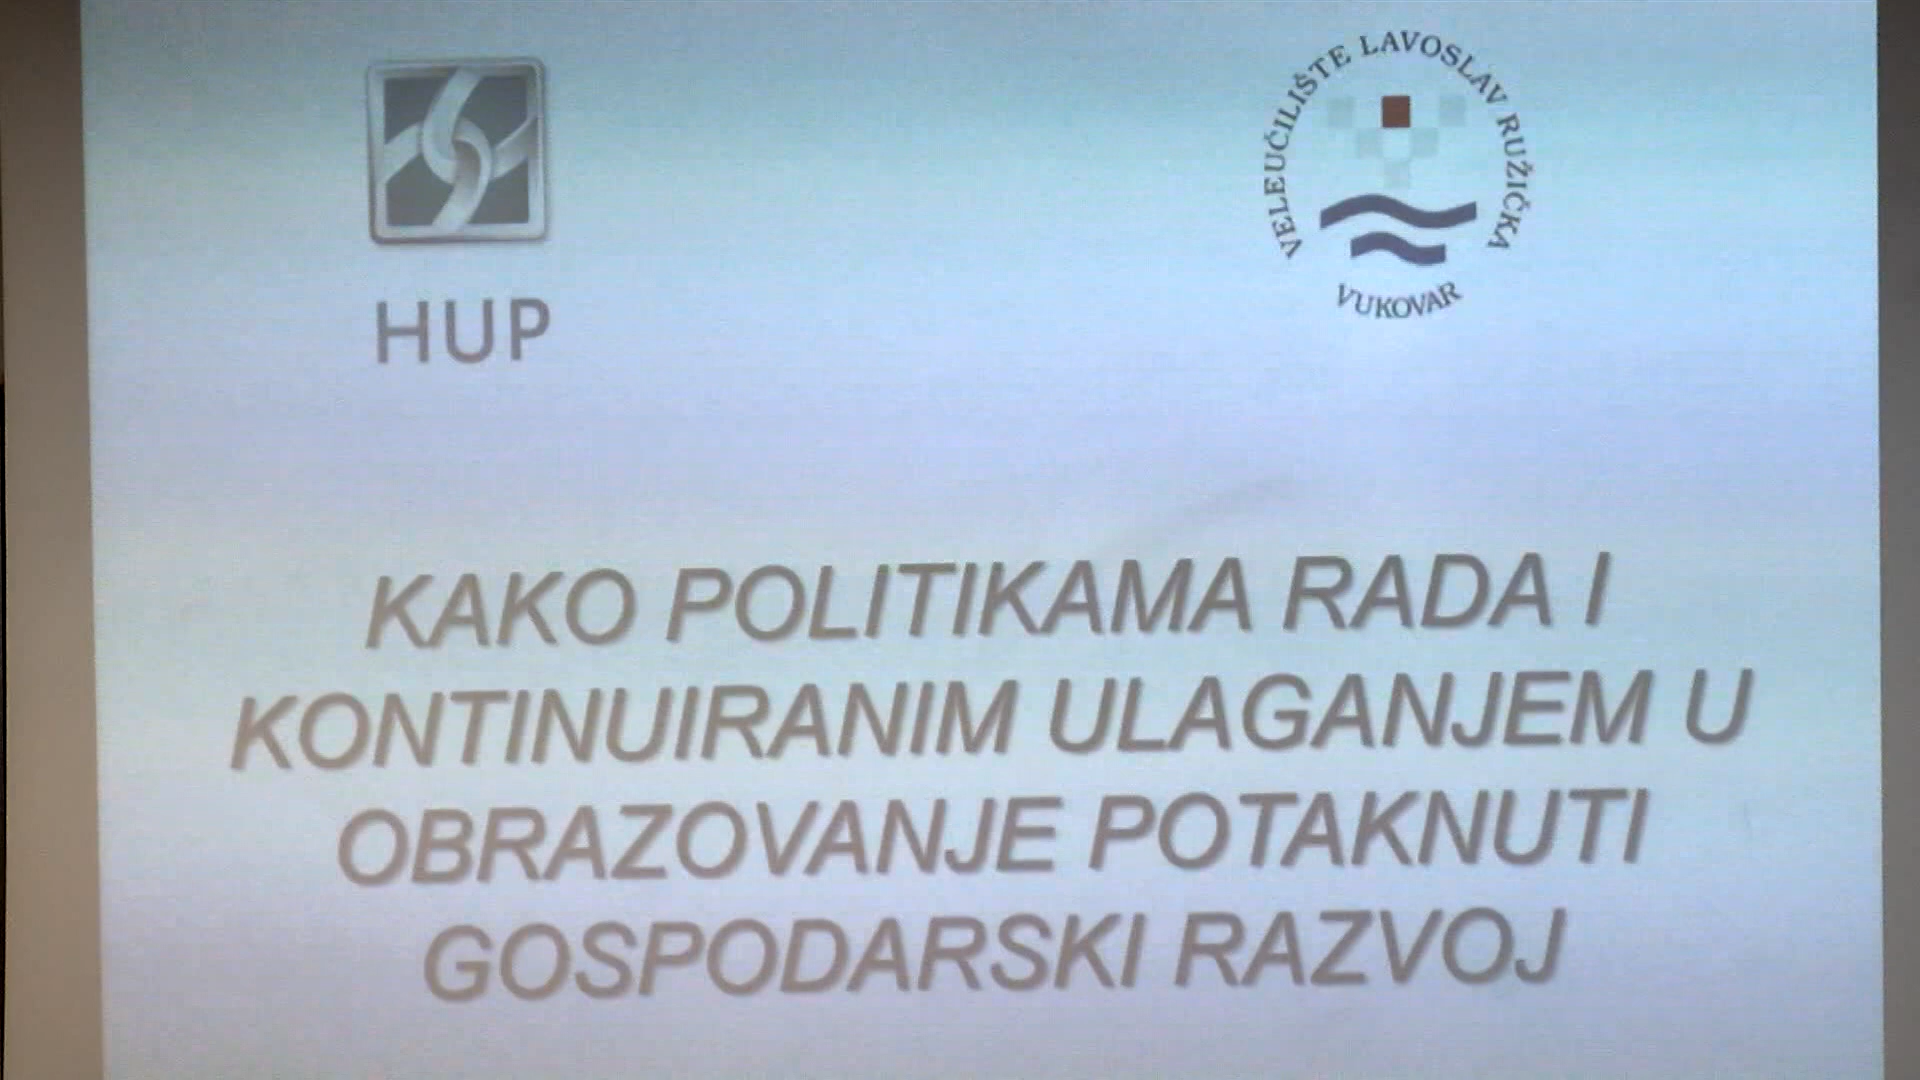 HUP
VELEUČILIŠTE LAVOSLAV RUŽIČKA
VUKOVAR
KAKO POLITIKAMA RADA I
KONTINUIRANIM ULAGANJEM U
OBRAZOVANJE POTAKNUTI
GOSPODARSKI RAZVOJ